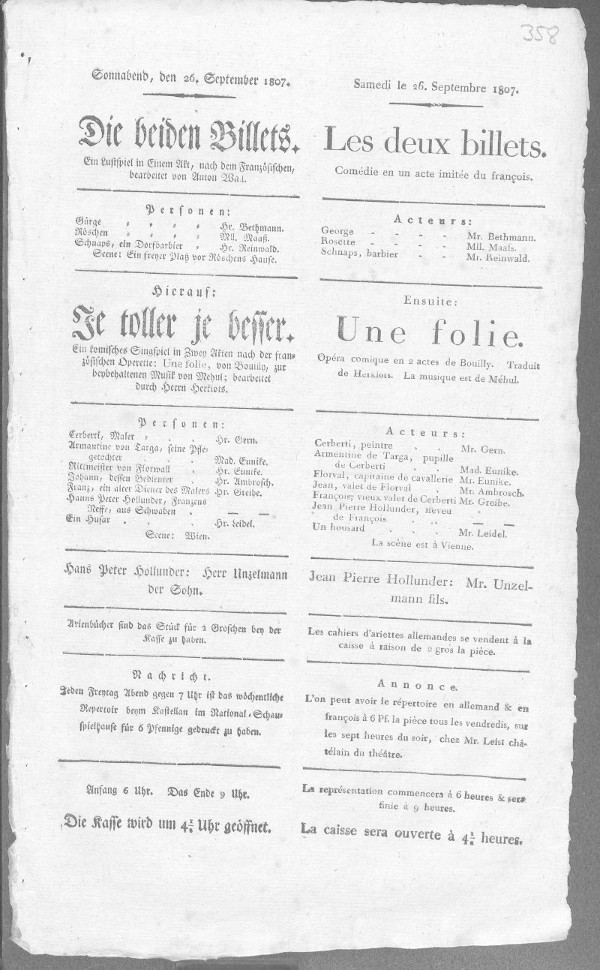 358
Sonnabend, den 26. September 1807.
Die beiden Billets.
Ein Lustspiel in Einem Akt, nach dem Französischen,
bearbeitet von Anton Wall.
Personen:
Gürge " " " " Hr. Bethmann.
Röschen " " " " Mll. Maaß.
Schnaps, ein Dorfbarbier " Hr. Reinwald.
Scene: Ein freyer Platz vor Röschens Hause.
Hierauf:
Je toller je besser.
Ein komisches Singspiel in Zwey Akten nach der fran-
zösischen Operette: Une folie, von Bouilly, zur
beybehaltenen Musik von Mehul; bearbeitet
durch Herrn Herklots.
Personen:
Cerberti, Maler " . . Hr. Gern.
Armantine von Targa, seine Pfle-
getochter . . . . Mad. Eunike.
Rittmeister von Florwall . Hr. Eunike.
Johann, dessen Bedienter . Hr. Ambrosch.
Franz, ein alter Diener des Malers Hr. Greibe.
Hanns Peter Hollunder, Franzens
Neffe, aus Schwaben . — —
Ein Husar . . . . Hr. Leidel.
Scene: Wien.
Hans Peter Hollunder: Herr Unzelmann
der Sohn.
Arienbücher sind das Stück für 2 Groschen bey der
Kasse zu haben.
Nachricht.
Jeden Freytag Abend gegen 7 Uhr ist das wöchentliche
Repertoir beym Kastellan im National-Schau-
spielhause für 6 Pfennige gedruckt zu haben.
Anfang 6 Uhr. Das Ende 9 Uhr.
Die Kasse wird um 4½ Uhr geöffnet.
Samedi le 26. Septembre 1807.
Les deux billets.
Comédie en un acte imitée du françois.
Acteurs:
George - - - - Mr. Bethmann.
Rosette - - - - Mll. Maass.
Schnaps, barbier - - Mr. Reinwald.
Ensuite:
Une folie.
Opéra comique en 2 actes de Bouilly. Traduit
de Herklots. La musique est de Méhul.
Acteurs:
Cerberti, peintre . . Mr. Gern.
Armentine de Targa, pupille
de Cerberti . . Mad. Eunike.
Florval, capitaine de cavallerie Mr. Eunike.
Jean, valet de Florval . Mr. Ambrosch.
François, vieux valet de Cerberti Mr. Greibe.
Jean Pierre Hollunder, neveu
de François . . . — —
Un housard . . . Mr. Leidel.
La scène est à Vienne.
Jean Pierre Hollunder: Mr. Unzel-
mann fils.
Les cahiers d'ariettes allemandes se vendent à la
caisse à raison de 2 gros la pièce.
Annonce.
L'on peut avoir le répertoire en allemand & en
françois à 6 Pf. la pièce tous les vendredis, sur
les sept heures du soir, chez Mr. Leist châ-
télain du théâtre.
La représentation commencera à 6 heures & sera
finie à 9 heures.
La caisse sera ouverte à 4½ heures.